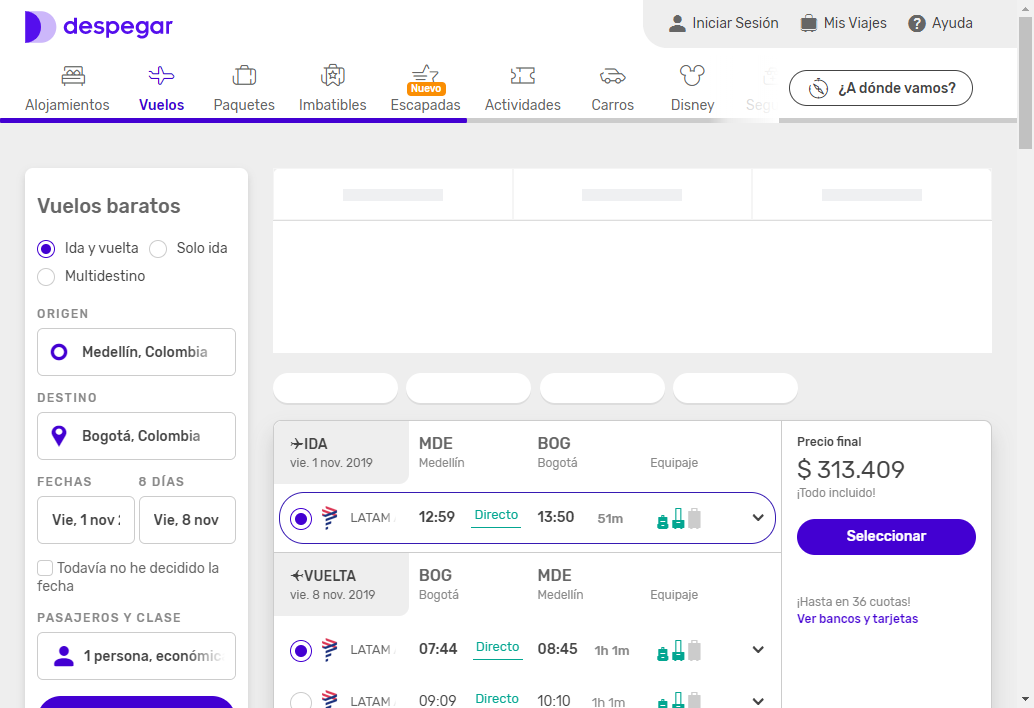 despegar
Iniciar Sesión
Mis Viajes
Ayuda
Alojamientos
Vuelos
Paquetes
Imbatibles
Nuevo
Escapadas
Actividades
Carros
Disney
¿A dónde vamos?
Vuelos baratos
Ida y vuelta
Solo ida
Multidestino
ORIGEN
Medellín, Colombia
DESTINO
Bogotá, Colombia
FECHAS
8 DÍAS
Vie, 1 nov
Vie, 8 nov
Todavía no he decidido la
fecha
PASAJEROS Y CLASE
1 persona, económic
IDA
vie. 1 nov. 2019
MDE
Medellín
BOG
Bogotá
Equipaje
LATAM
12:59
Directo
13:50
51m
VUELTA
vie. 8 nov. 2019
BOG
Bogotá
MDE
Medellín
Equipaje
LATAM
07:44
Directo
08:45
1h 1m
LATAM
09:09
Directo
10:10
1h 1m
Precio final
$ 313.409
¡Todo incluido!
Seleccionar
¡Hasta en 36 cuotas!
Ver bancos y tarjetas